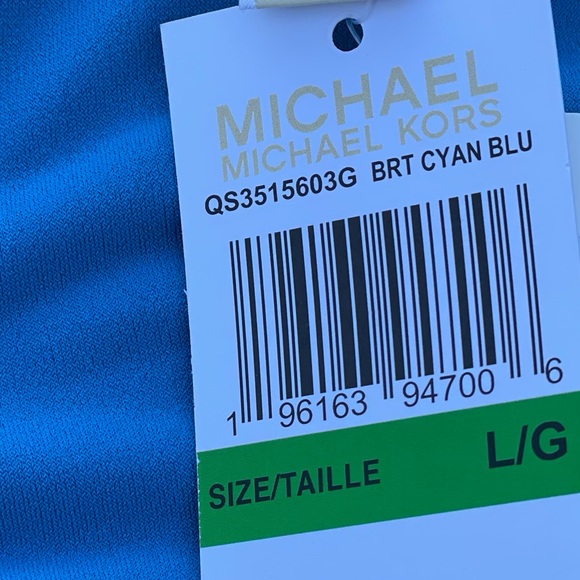 MICHAEL
MICHAEL KORS
QS3515603G BRT CYAN BLU
1 96163 94700 6
SIZE/TAILLE L/G